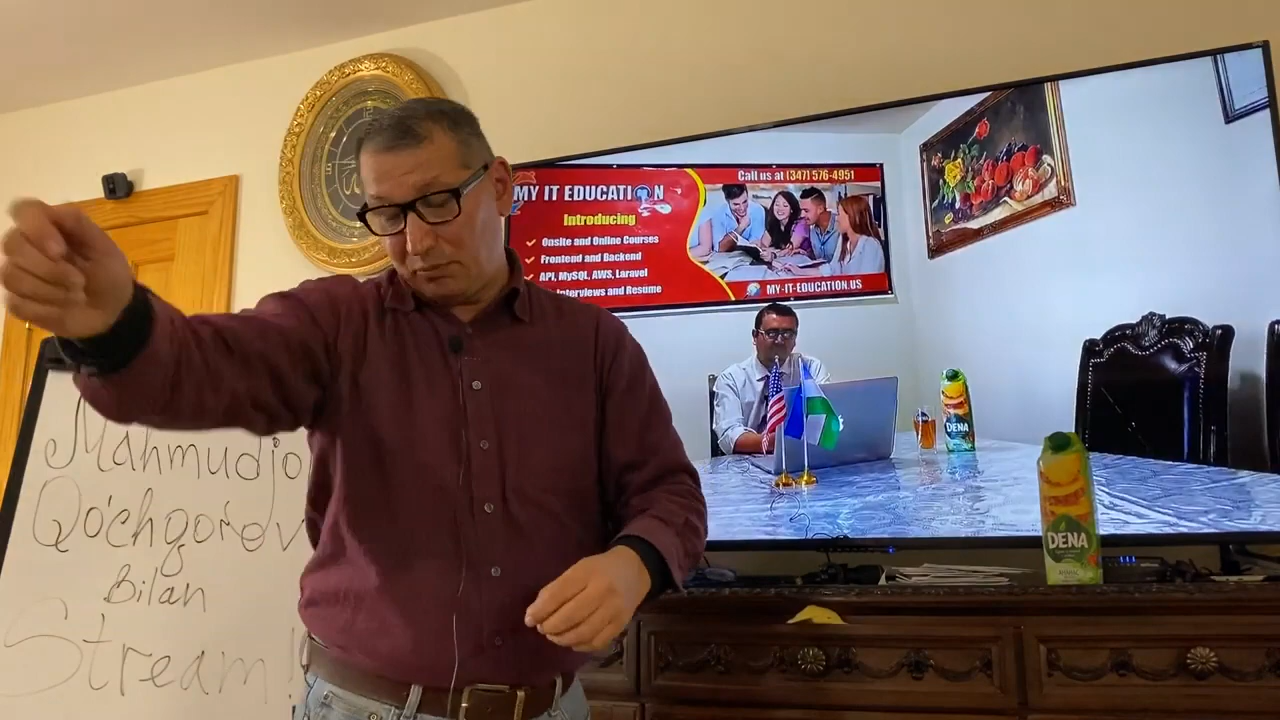 Mahmudjo
Qo'chqorov
Bilan
Stream!
MY IT EDUCATION
Introducing
Onsite and Online Courses
Frontend and Backend
API, MySQL, AWS, Laravel
Interviews and Resume
Call us at (347) 576-4951
MY-IT-EDUCATION.US
DENA
DENA